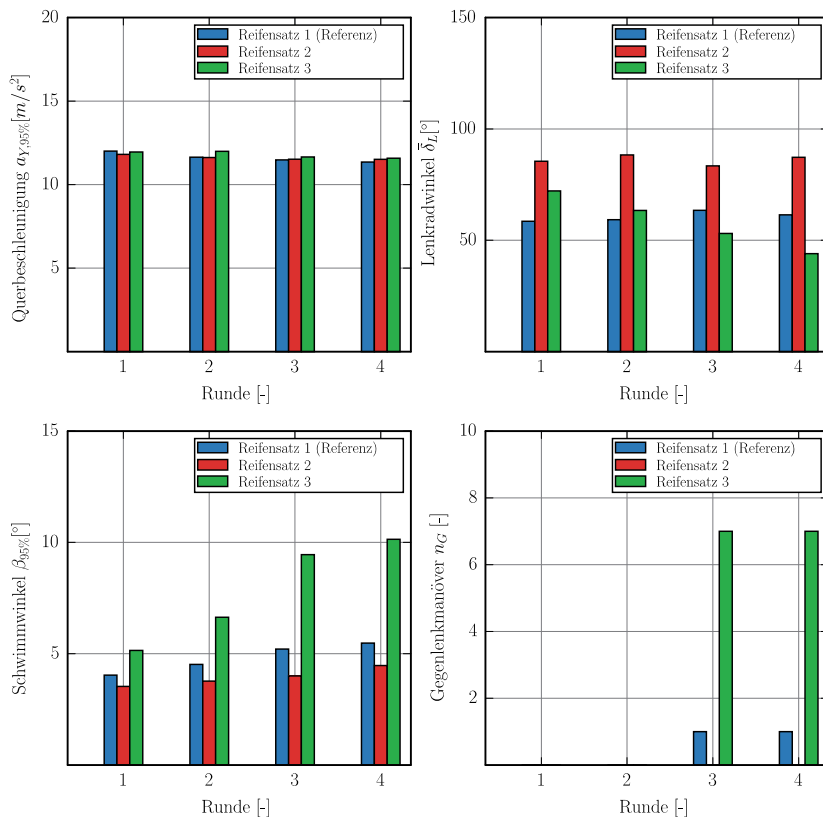 20
15
10
5
Querbeschleunigung a_{Y,95%}[m/s²]
Reifensatz 1 (Referenz)
Reifensatz 2
Reifensatz 3
1 2 3 4
Runde [-]
150
100
50
Lenkradwinkel δ̄_L[°]
Reifensatz 1 (Referenz)
Reifensatz 2
Reifensatz 3
1 2 3 4
Runde [-]
15
10
5
Schwimmwinkel β_{95%}[°]
Reifensatz 1 (Referenz)
Reifensatz 2
Reifensatz 3
1 2 3 4
Runde [-]
10
8
6
4
2
Gegenlenkmanöver n_G [-]
Reifensatz 1 (Referenz)
Reifensatz 2
Reifensatz 3
1 2 3 4
Runde [-]